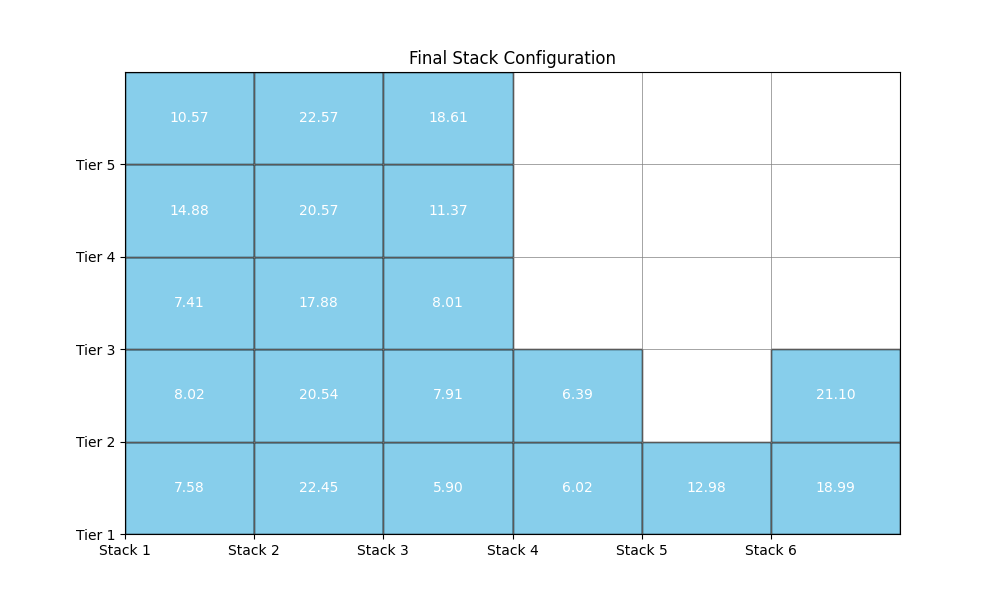 Final Stack Configuration
10.57 22.57 18.61
Tier 5
14.88 20.57 11.37
Tier 4
7.41 17.88 8.01
Tier 3
8.02 20.54 7.91 6.39 21.10
Tier 2
7.58 22.45 5.90 6.02 12.98 18.99
Tier 1
Stack 1 Stack 2 Stack 3 Stack 4 Stack 5 Stack 6